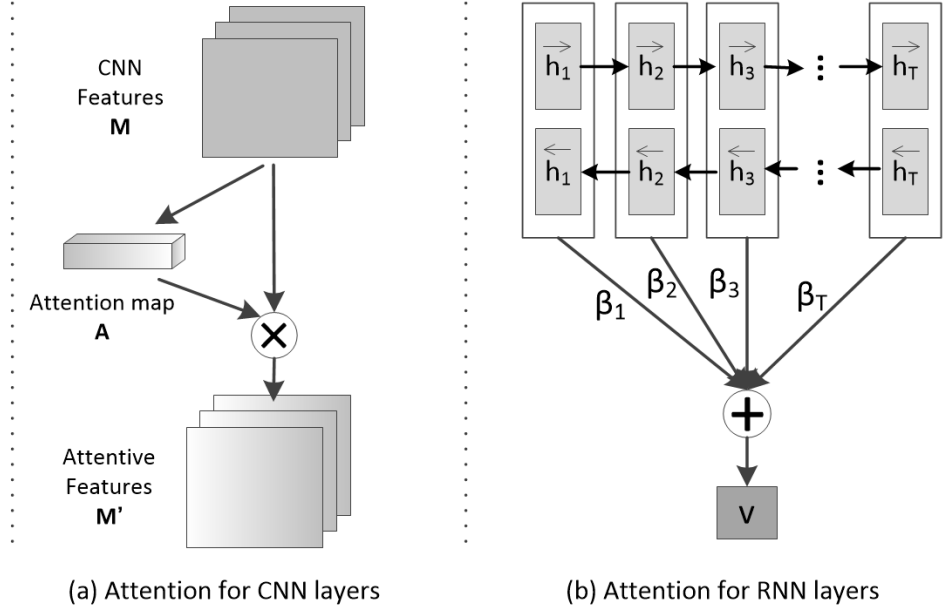 CNN
Features
M
Attention map
A
Attentive
Features
M’
(a) Attention for CNN layers
h1 h2 h3 ⋮ hT
h1 h2 h3 ⋮ hT
β1 β2 β3 βT
V
(b) Attention for RNN layers